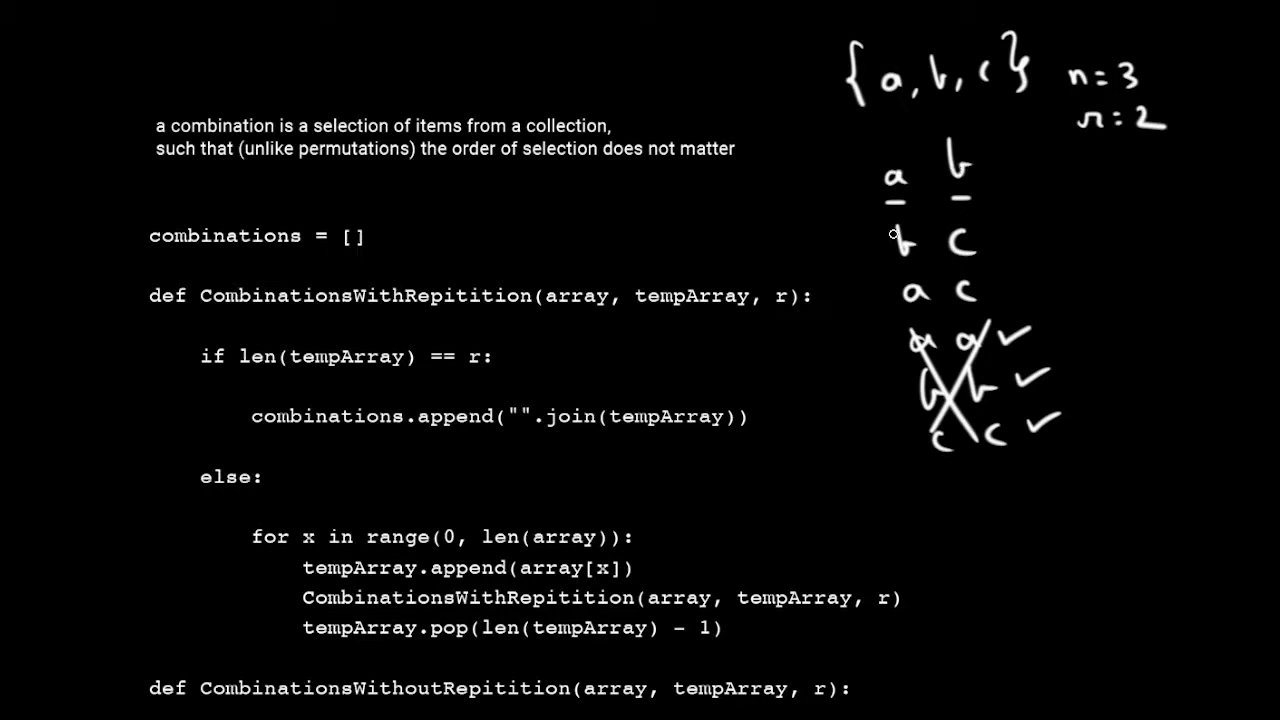 {a, b, c} n = 3
r = 2
a combination is a selection of items from a collection,
such that (unlike permutations) the order of selection does not matter
a b
b c
a c
a a ✓
b b ✓
c c ✓
combinations = []
def CombinationsWithRepitition(array, tempArray, r):
if len(tempArray) == r:
combinations.append("".join(tempArray))
else:
for x in range(0, len(array)):
tempArray.append(array[x])
CombinationsWithRepitition(array, tempArray, r)
tempArray.pop(len(tempArray) - 1)
def CombinationsWithoutRepitition(array, tempArray, r):